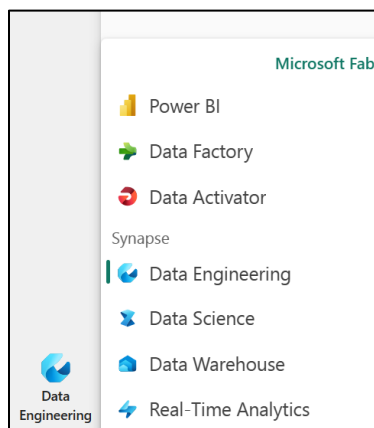 Microsoft Fab
Power BI
Data Factory
Data Activator
Synapse
Data Engineering
Data Science
Data Warehouse
Real-Time Analytics
Data
Engineering